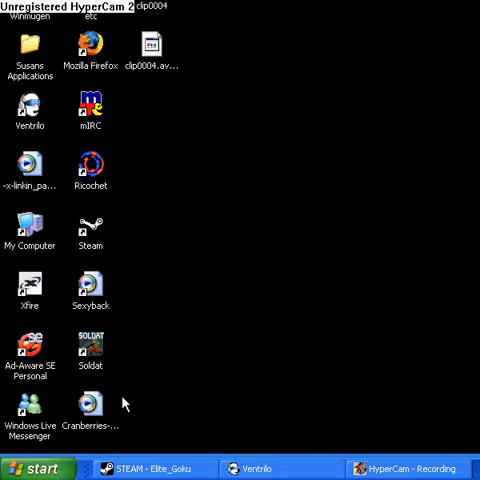 Unregistered HyperCam 2
clip0004
Winmugen
etc
Susans
Applications
Mozilla Firefox
clip0004.av...
Ventrilo
mIRC
-x-linkin_pa...
Ricochet
My Computer
Steam
Xfire
Sexyback
Ad-Aware SE
Personal
SOLDAT
Soldat
Windows Live
Messenger
Cranberries-...
start
STEAM - Elite_Goku
Ventrilo
HyperCam - Recording